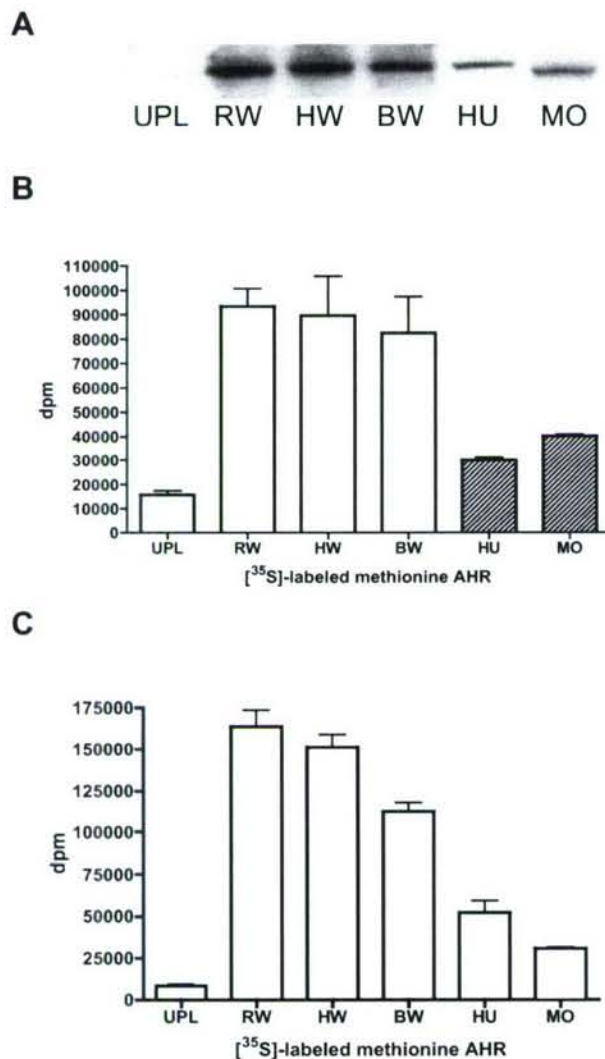 A
UPL RW HW BW HU MO
B
110000
100000
90000
80000
70000
60000
50000
40000
30000
20000
10000
0
dpm
UPL RW HW BW HU MO
[³⁵S]-labeled methionine AHR
C
175000
150000
125000
100000
75000
50000
25000
0
dpm
UPL RW HW BW HU MO
[³⁵S]-labeled methionine AHR